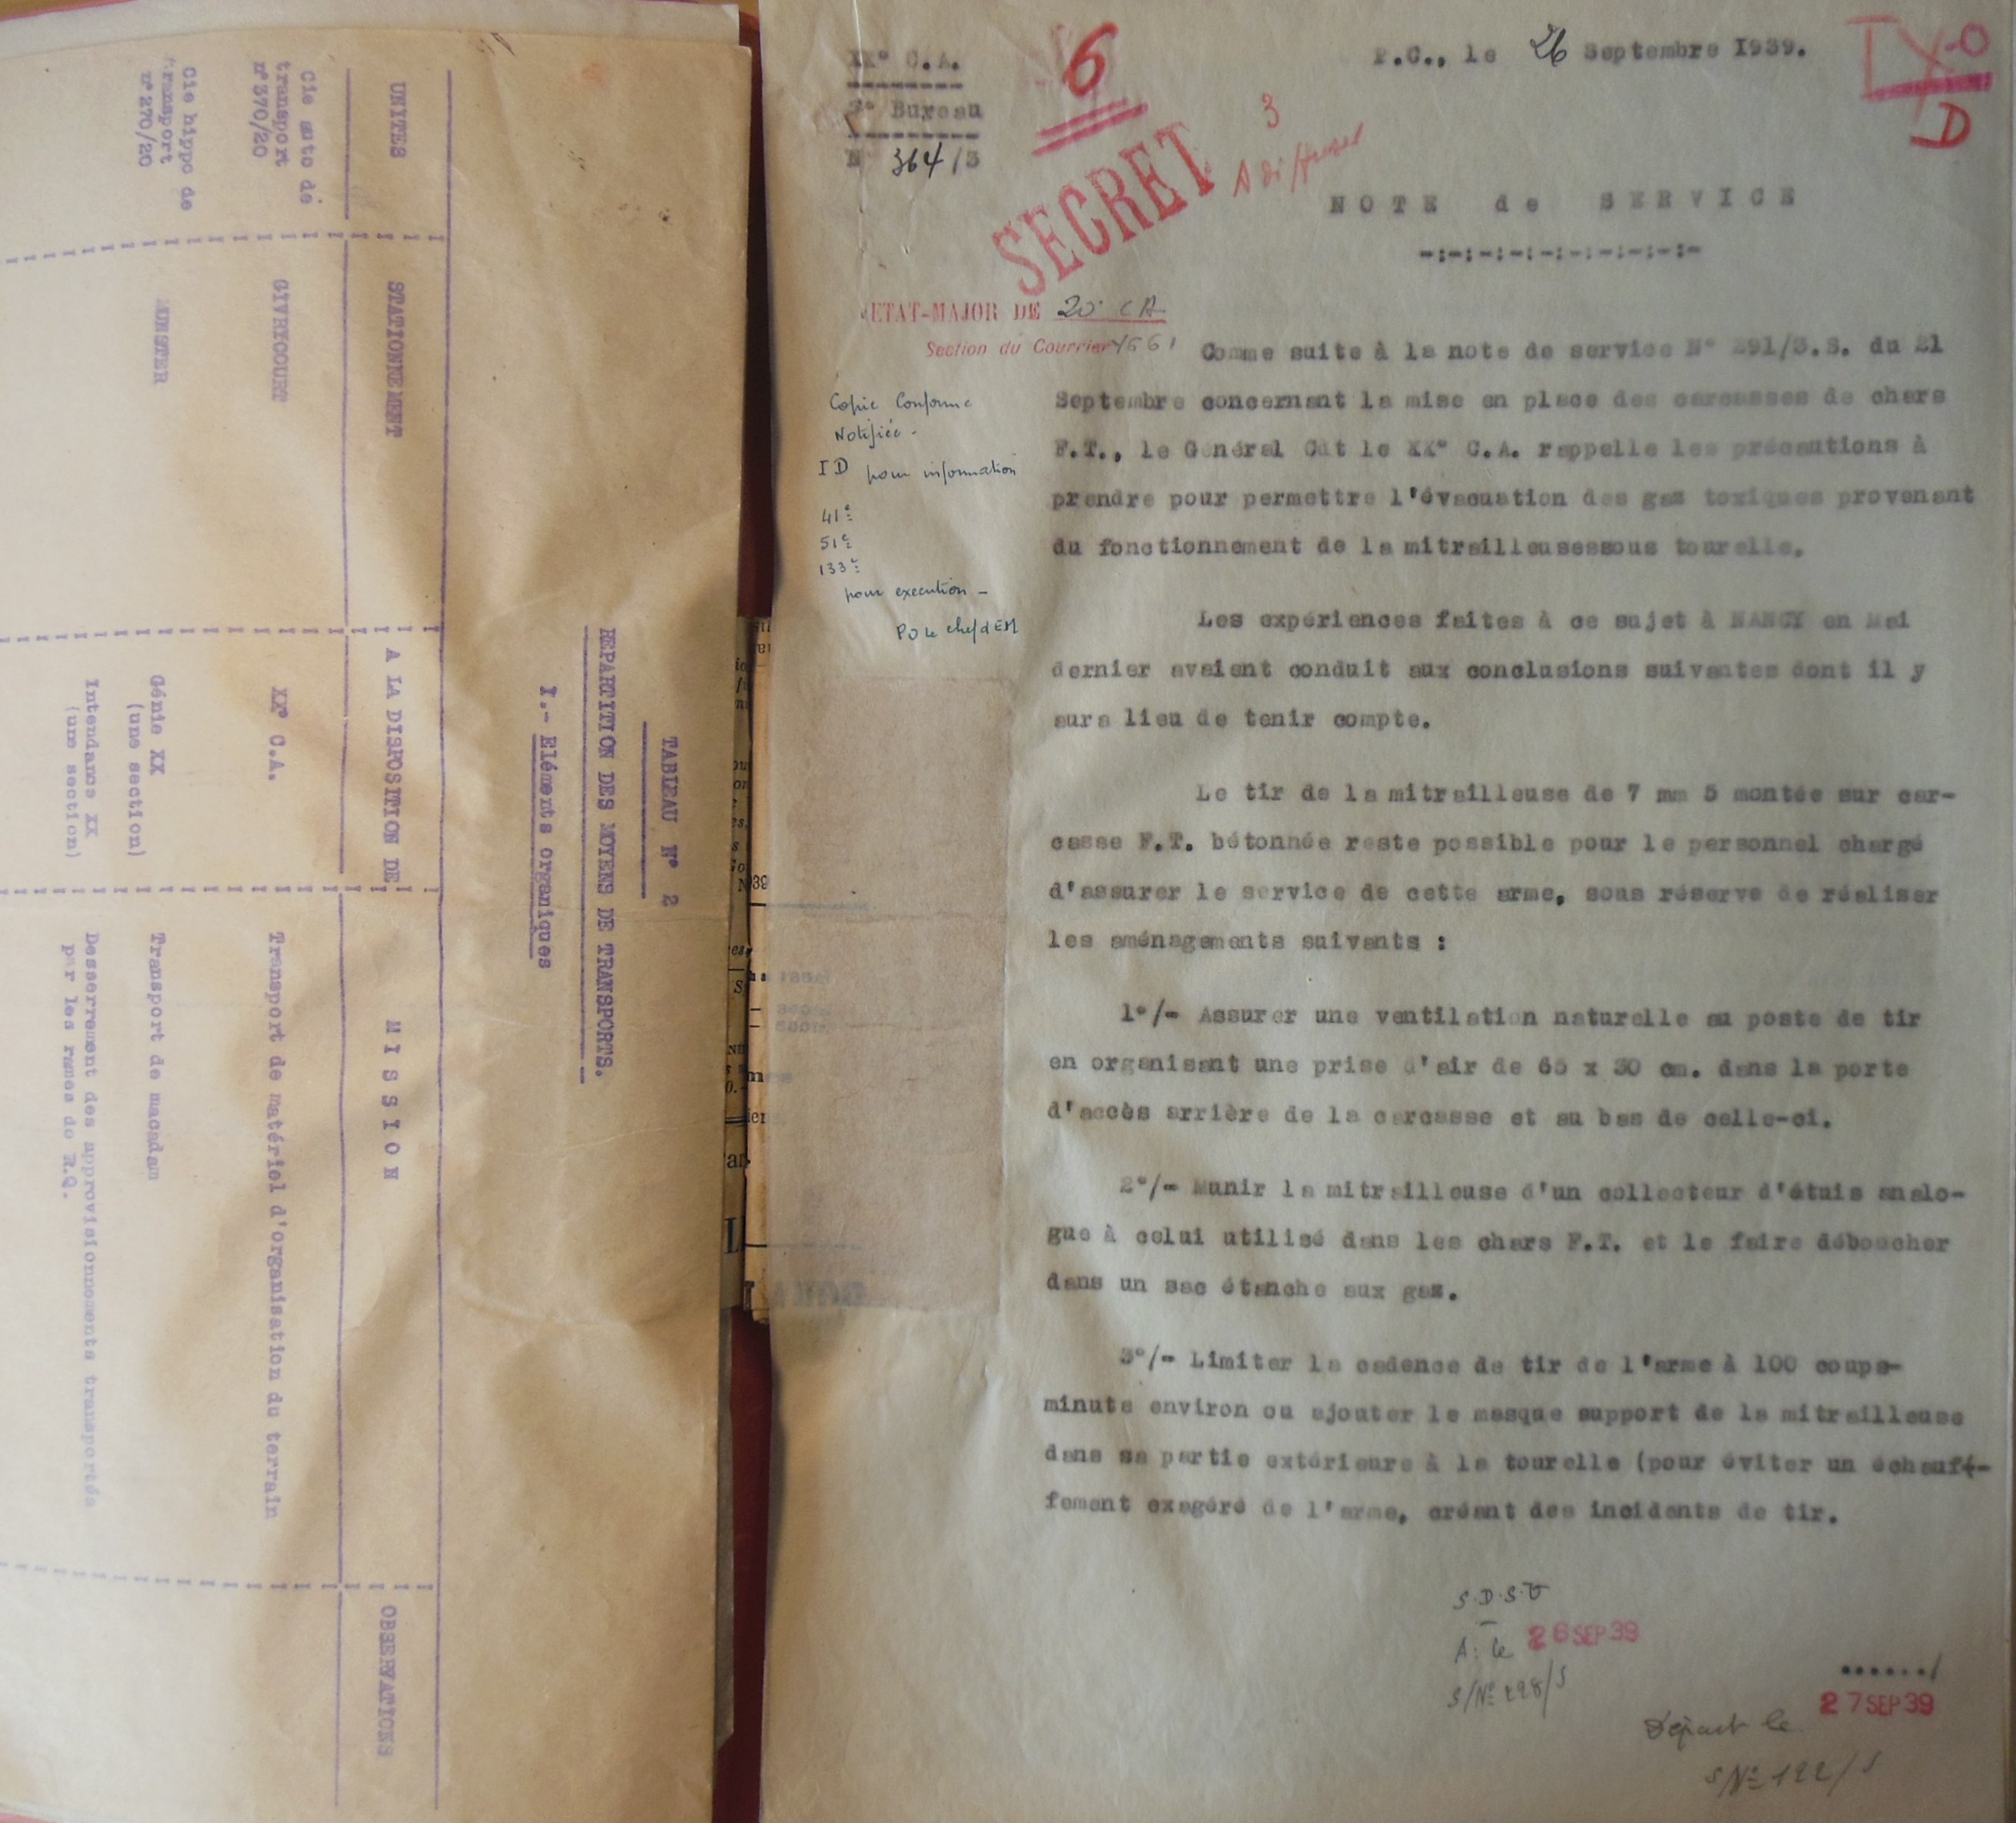 TABLEAU N° 2
REPARTITION DES MOYENS DE TRANSPORTS.
I.- Eléments organiques
UNITES
STATIONNEMENT
A LA DISPOSITION DE
MISSION
OBSERVATIONS
Cie auto de
transport
n° 370/20
GIVRYCOURT
XX° C.A.
Transport de matériel d'organisation du terrain
Cie hippo de
transport
n° 270/20
MUNSTER
Génie XX
(une section)
Transport de macadam
Intendance XX
(une section)
Desserrement des approvisionnements transportés
par les rames de R.Q.
XX° C.A.
3° Bureau
N° 364/3
6
P.C., le 26 Septembre 1939.
D
SECRET
3
A diffuser
NOTE de SERVICE
-:-:-:-:-:-:-:-:-:-
ETAT-MAJOR DE 20° CA
Section du Courrier 1661
Comme suite à la note de service N° 291/3.S. du 21
Septembre concernant la mise en place des carcasses de chars
F.T., le Général Cdt le XX° C.A. rappelle les précautions à
prendre pour permettre l'évacuation des gaz toxiques provenant
du fonctionnement de la mitrailleusessous tourelle.
Copie Conforme
Notifiée -
ID pour information
41e
51e
133e
pour execution -
PO le chef d'EM
Les expériences faites à ce sujet à NANCY en Mai
dernier avaient conduit aux conclusions suivantes dont il y
aura lieu de tenir compte.
Le tir de la mitrailleuse de 7 mm 5 montée sur car-
casse F.T. bétonnée reste possible pour le personnel chargé
d'assurer le service de cette arme, sous réserve de réaliser
les aménagements suivants :
1°/- Assurer une ventilation naturelle au poste de tir
en organisant une prise d'air de 65 x 30 cm. dans la porte
d'accès arrière de la carcasse et au bas de celle-ci.
2°/- Munir la mitrailleuse d'un collecteur d'étuis analo-
gue à celui utilisé dans les chars F.T. et le faire déboucher
dans un sac étanche aux gaz.
3°/- Limiter la cadence de tir de l'arme à 100 coups-
minute environ ou ajouter le masque support de la mitrailleuse
dans sa partie extérieure à la tourelle (pour éviter un échauf-
fement exagéré de l'arme, créant des incidents de tir.
S.D.S.V
A. le 26 SEP 39
S/N° 298/S
....../
Départ le 27 SEP 39
S/N° 122/S